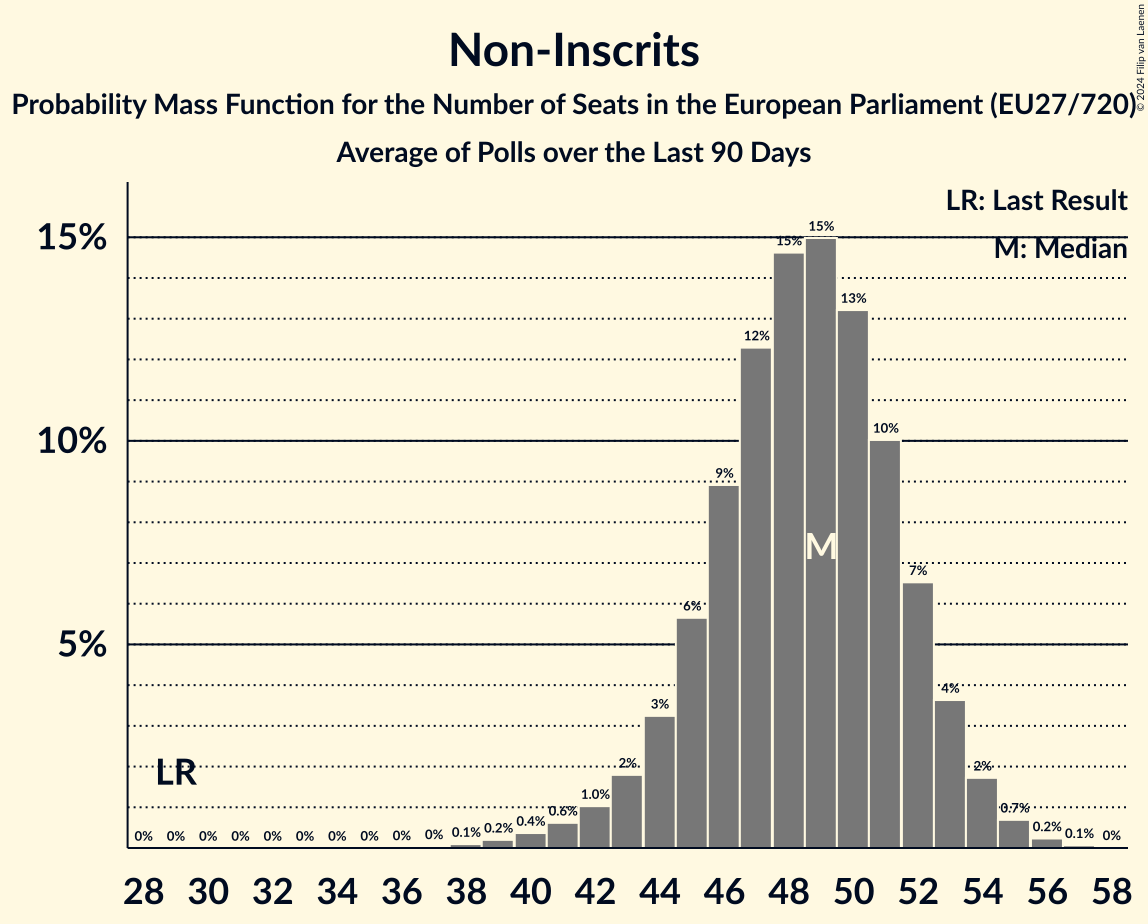 Non-Inscrits
Probability Mass Function for the Number of Seats in the European Parliament (EU27/720)
Average of Polls over the Last 90 Days
© 2024 Filip van Laenen
LR: Last Result
M: Median
15%
10%
5%
LR
M
0% 0% 0% 0% 0% 0% 0% 0% 0% 0% 0.1% 0.2% 0.4% 0.6% 1.0% 2% 3% 6% 9% 12% 15% 15% 13% 10% 7% 4% 2% 0.7% 0.2% 0.1% 0%
28 30 32 34 36 38 40 42 44 46 48 50 52 54 56 58